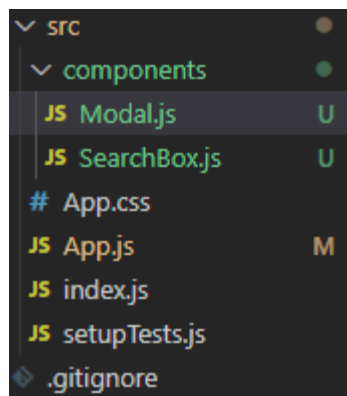 src
components
JS Modal.js U
JS SearchBox.js U
# App.css
JS App.js M
JS index.js
JS setupTests.js
.gitignore